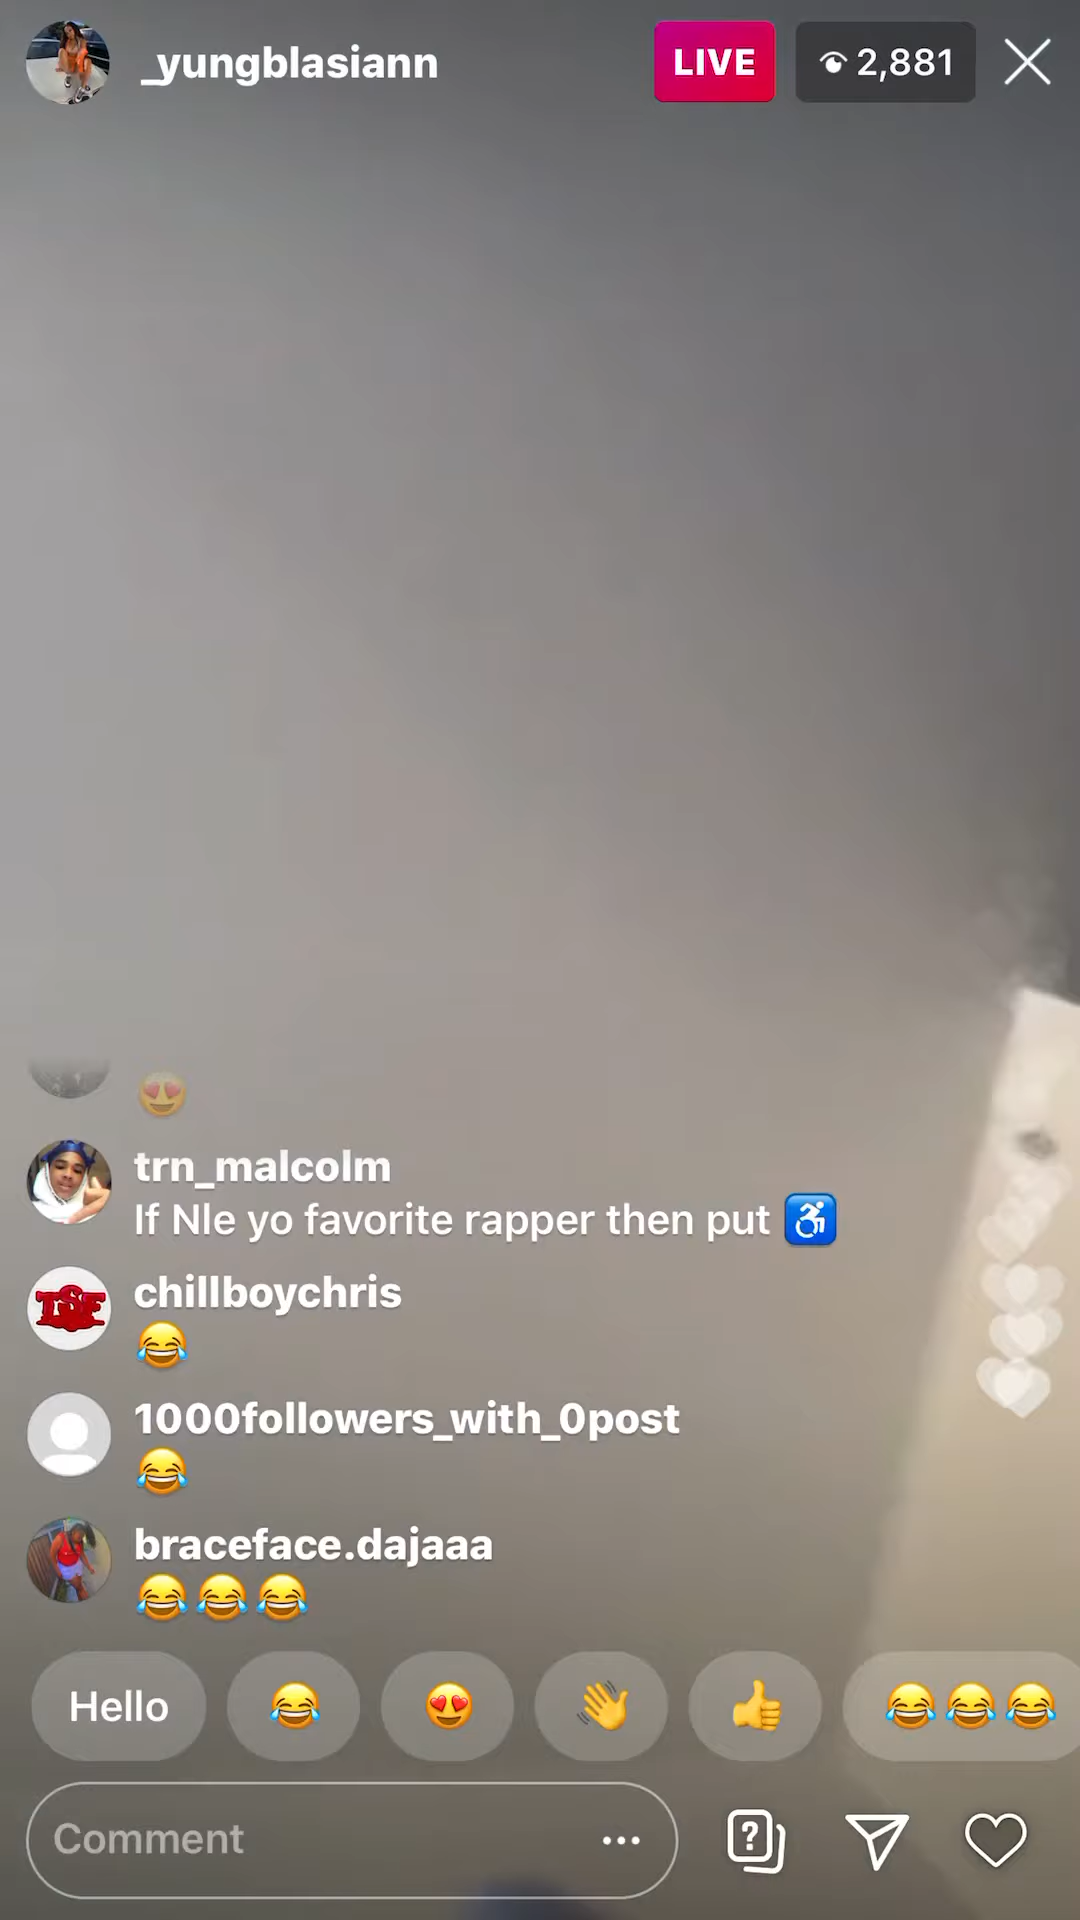 _yungblasiann
LIVE
2,881
😍
trn_malcolm
If Nle yo favorite rapper then put ♿
chillboychris
😂
1000followers_with_0post
😂
braceface.dajaaa
😂😂😂
Hello 😂 😍 👋 👍 😂😂😂
Comment